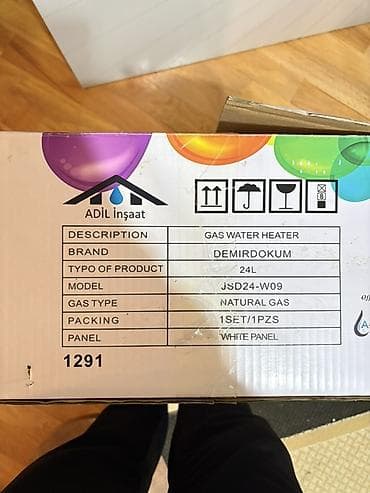 ADİL İnşaat
DESCRIPTION GAS WATER HEATER
BRAND DEMIRDOKUM
TYPO OF PRODUCT 24L
MODEL JSD24-W09
GAS TYPE NATURAL GAS
PACKING 1SET/1PZS
PANEL WHITE PANEL
1291